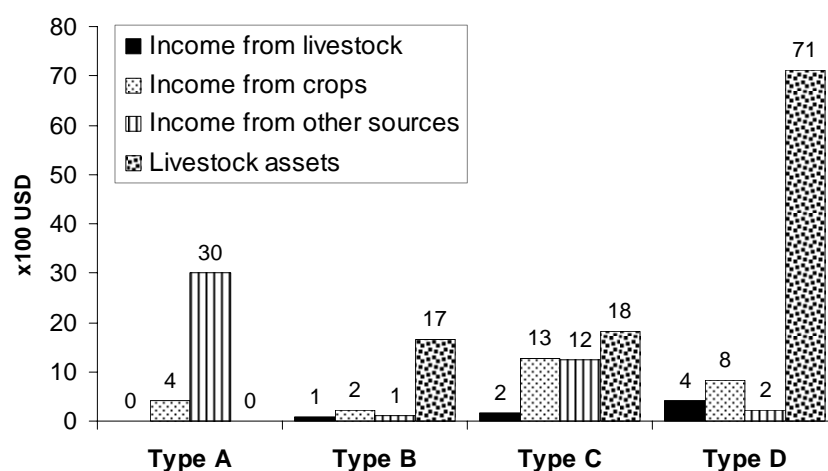 80
70
60
50
40
30
20
10
0
x100 USD
Income from livestock
Income from crops
Income from other sources
Livestock assets
0
4
30
0
1
2
1
17
2
13
12
18
4
8
2
71
Type A
Type B
Type C
Type D